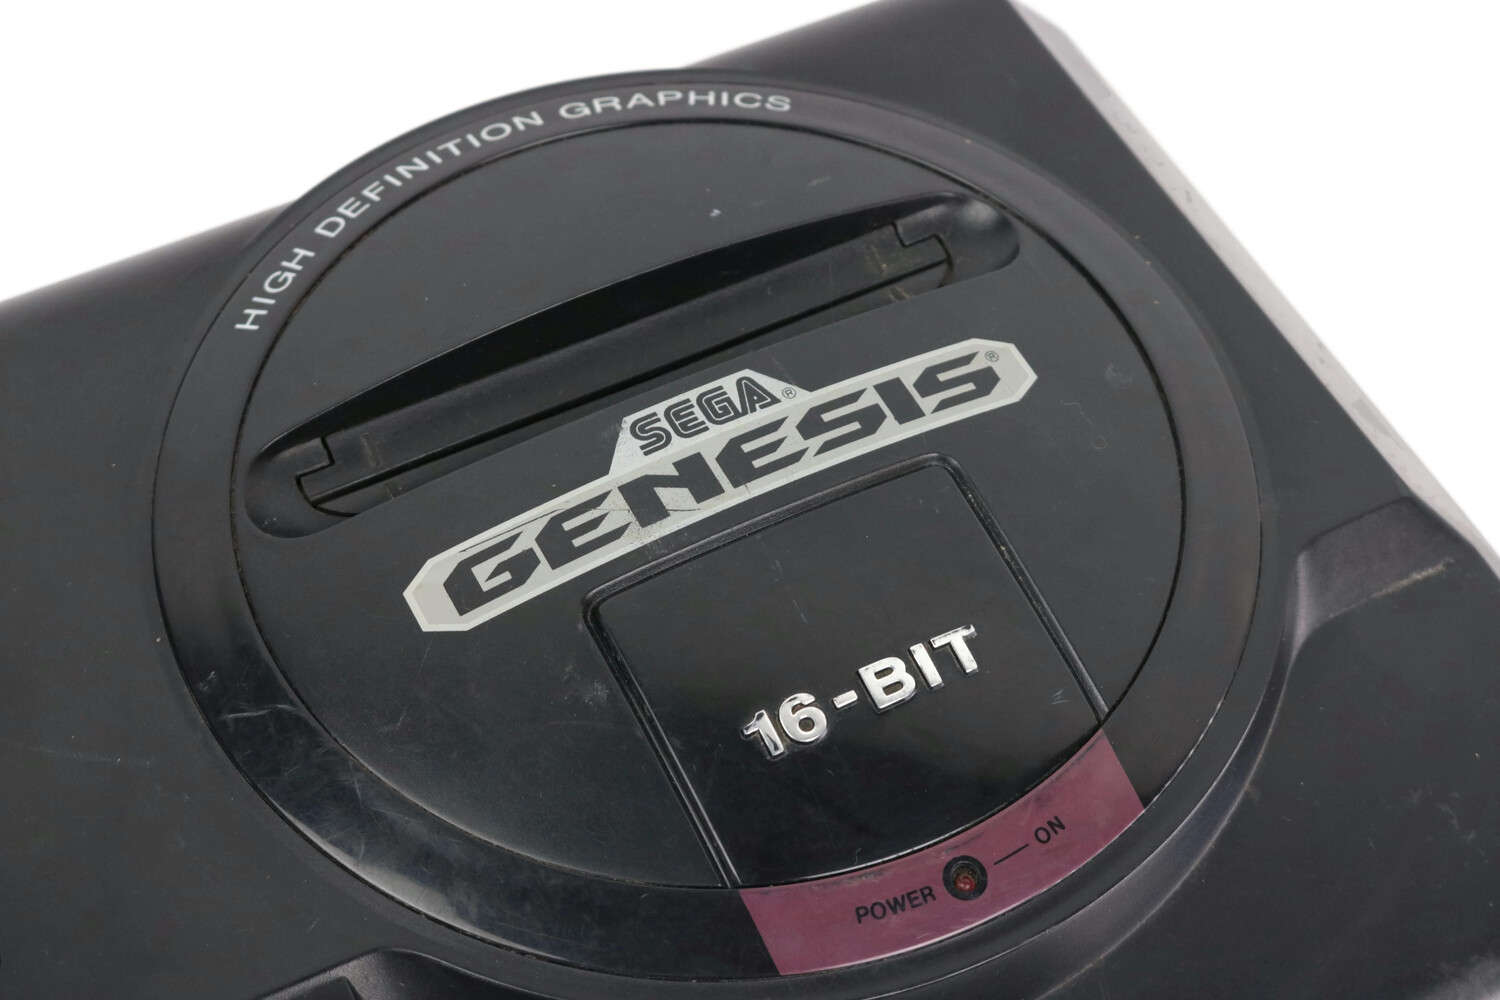 HIGH DEFINITION GRAPHICS
SEGA®
GENESIS®
16-BIT
POWER — ON